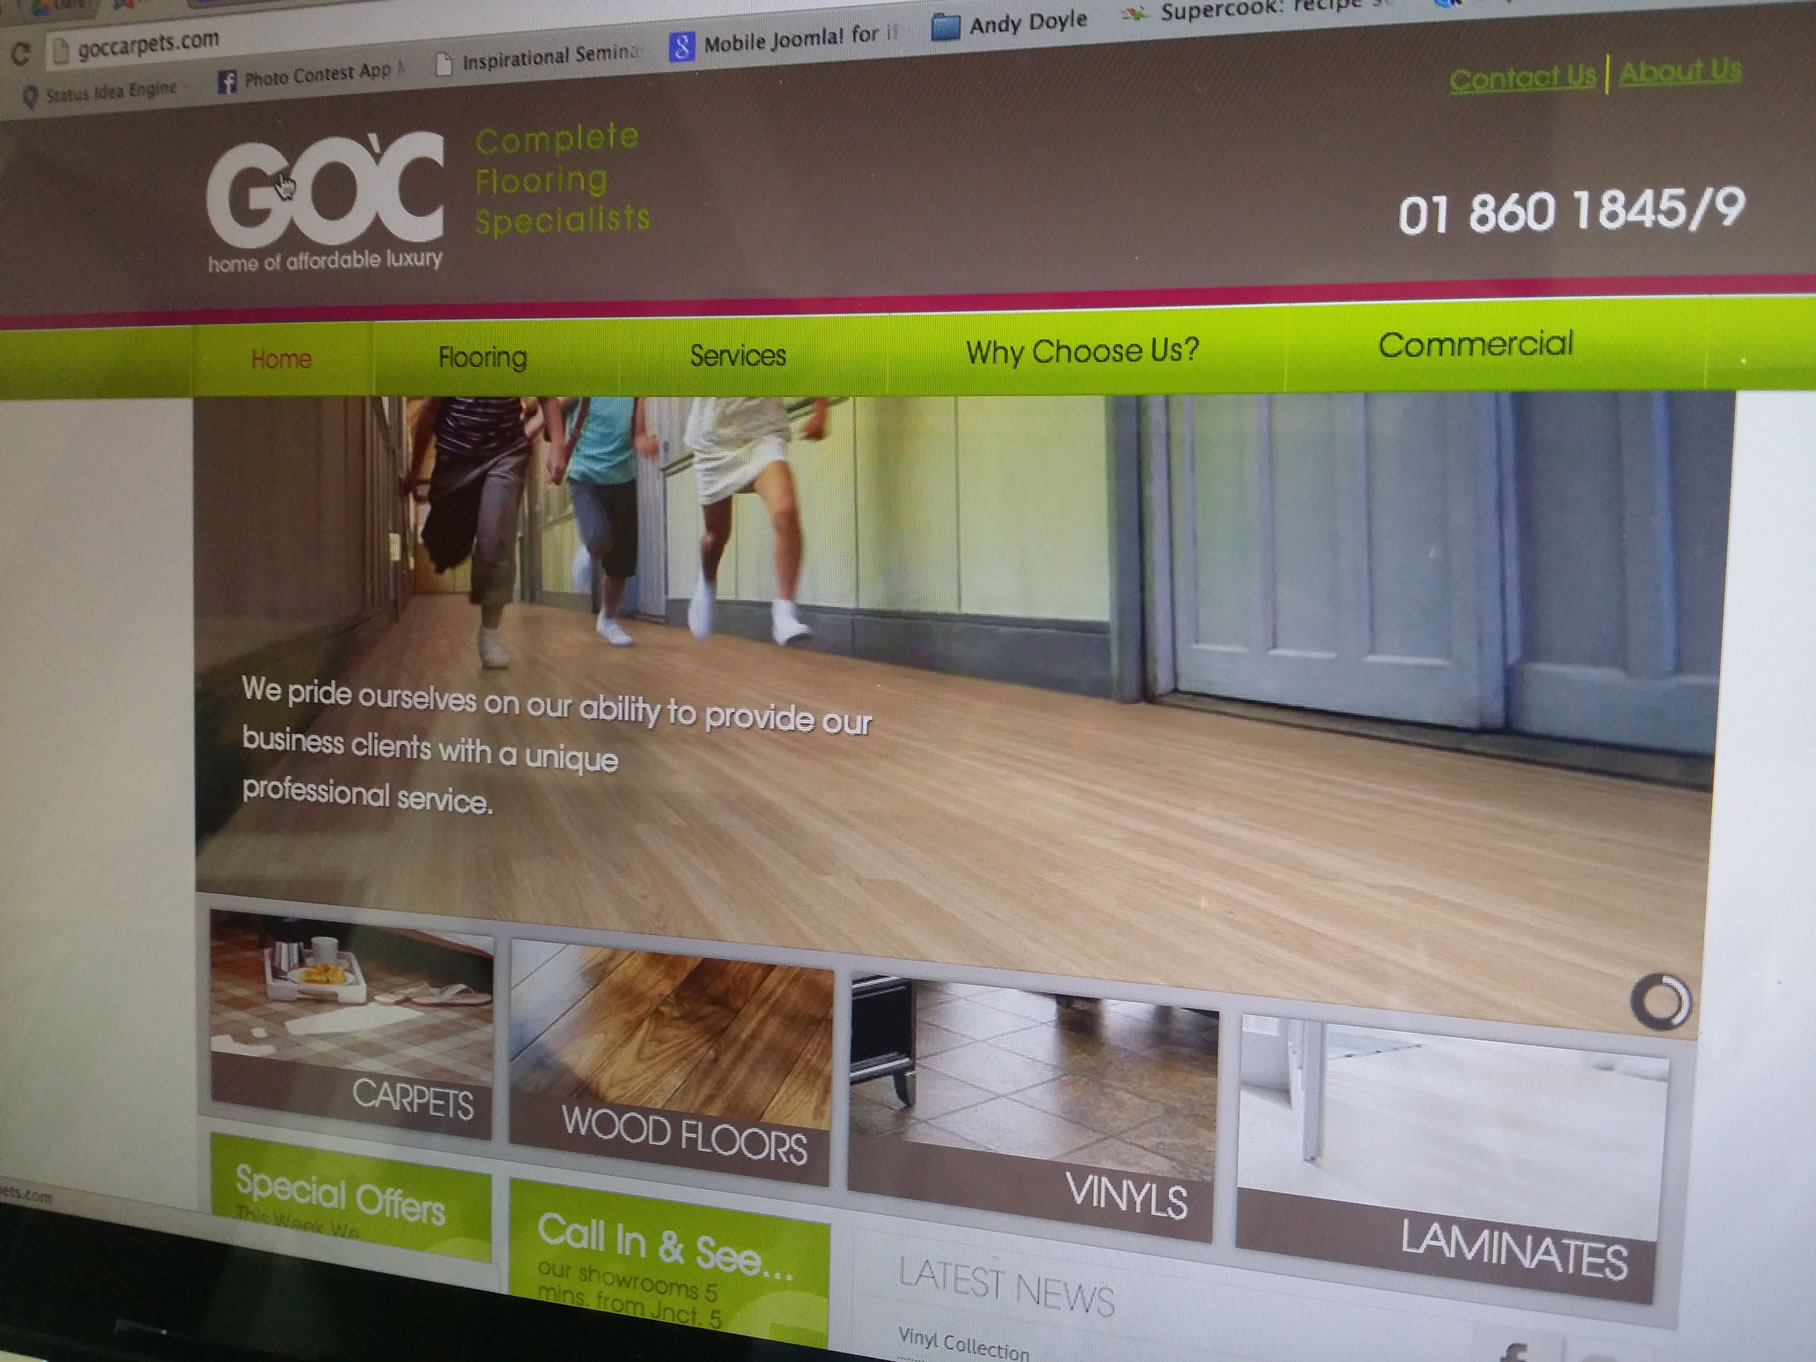 goccarpets.com
Status Idea Engine
Photo Contest App
Inspirational Semina
Mobile Joomla! for
Andy Doyle
Supercook: recipe
Contact Us | About Us
GO'C
home of affordable luxury
Complete
Flooring
Specialists
01 860 1845/9
Home
Flooring
Services
Why Choose Us?
Commercial
We pride ourselves on our ability to provide our
business clients with a unique
professional service.
CARPETS
WOOD FLOORS
VINYLS
LAMINATES
Special Offers
This Week We
Call In & See...
our showrooms 5
mins. from Jnct. 5
LATEST NEWS
Vinyl Collection
ets.com